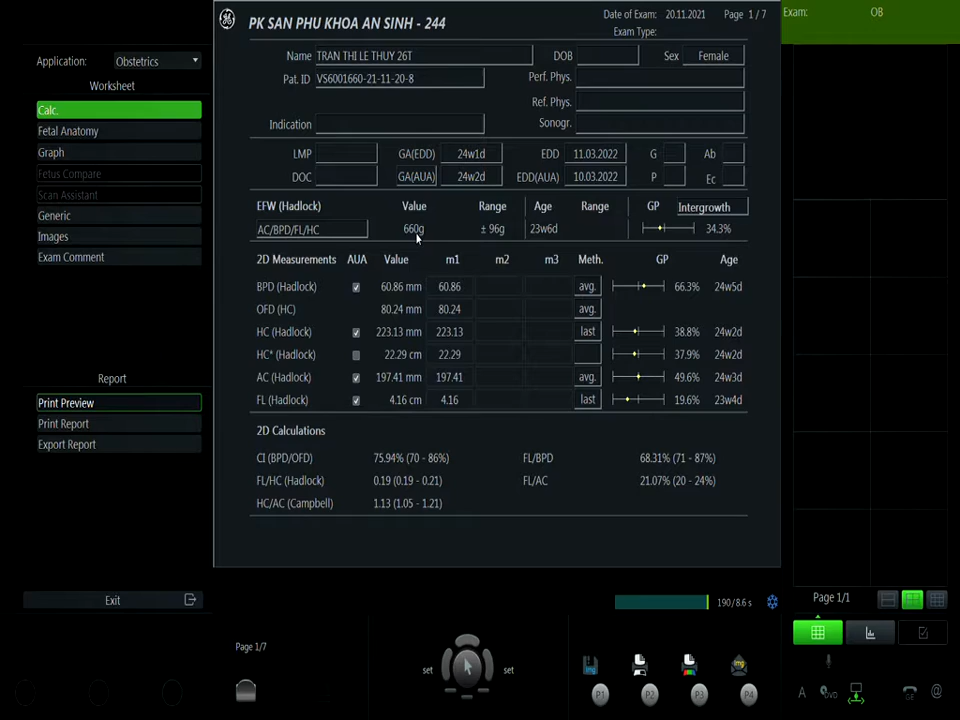 PK SAN PHU KHOA AN SINH - 244
Date of Exam: 20.11.2021 Page 1 / 7
Exam Type:
Exam: OB
Application: Obstetrics
Worksheet
Calc.
Fetal Anatomy
Graph
Fetus Compare
Scan Assistant
Generic
Images
Exam Comment
Report
Print Preview
Print Report
Export Report
Exit
Name TRAN THI LE THUY 26T DOB Sex Female
Pat. ID VS6001660-21-11-20-8 Perf. Phys.
Ref. Phys.
Indication Sonogr.
LMP GA(EDD) 24w1d EDD 11.03.2022 G Ab
DOC GA(AUA) 24w2d EDD(AUA) 10.03.2022 P Ec
EFW (Hadlock) Value Range Age Range GP Intergrowth
AC/BPD/FL/HC 660g ± 96g 23w6d 34.3%
2D Measurements AUA Value m1 m2 m3 Meth. GP Age
BPD (Hadlock) 60.86 mm 60.86 avg. 66.3% 24w5d
OFD (HC) 80.24 mm 80.24 avg.
HC (Hadlock) 223.13 mm 223.13 last 38.8% 24w2d
HC* (Hadlock) 22.29 cm 22.29 37.9% 24w2d
AC (Hadlock) 197.41 mm 197.41 avg. 49.6% 24w3d
FL (Hadlock) 4.16 cm 4.16 last 19.6% 23w4d
2D Calculations
CI (BPD/OFD) 75.94% (70 - 86%) FL/BPD 68.31% (71 - 87%)
FL/HC (Hadlock) 0.19 (0.19 - 0.21) FL/AC 21.07% (20 - 24%)
HC/AC (Campbell) 1.13 (1.05 - 1.21)
190/8.6 s
Page 1/1
Page 1/7
set set
P1 P2 P3 P4
A DVD @